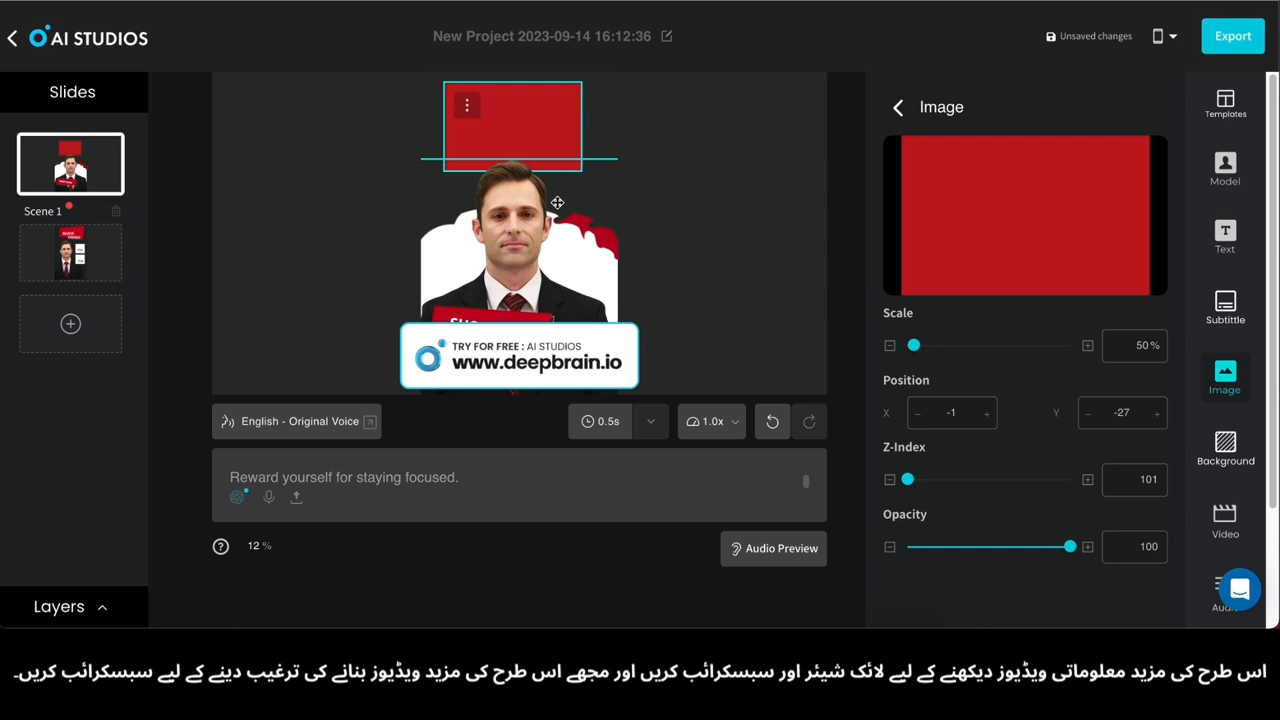 AI STUDIOS
New Project 2023-09-14 16:12:36
Unsaved changes
Export
Slides
Scene 1
Layers
TRY FOR FREE : AI STUDIOS
www.deepbrain.io
English - Original Voice
0.5s
1.0x
Reward yourself for staying focused.
12 %
Audio Preview
Image
Scale
50 %
Position
X
-1
Y
-27
Z-Index
101
Opacity
100
Templates
Model
Text
Subtittle
Image
Background
Video
اس طرح کی مزید معلوماتی ویڈیوز دیکھنے کے لیے لائک شیئر اور سبسکرائب کریں اور مجھے اس طرح کی مزید ویڈیوز بنانے کی ترغیب دینے کے لیے سبسکرائب کریں۔